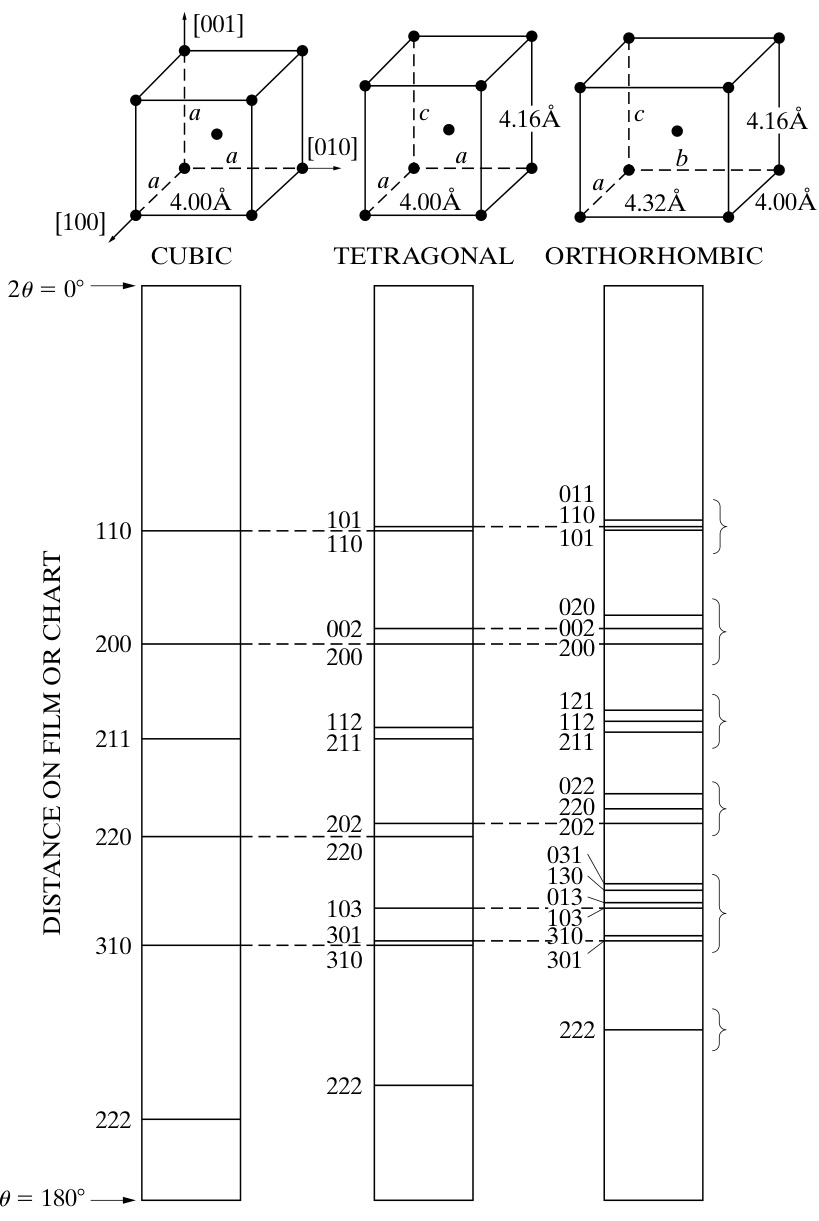 [001]
a
a
[010]
a
4.00Å
[100]
CUBIC
c
4.16Å
a
a
4.00Å
TETRAGONAL
c
4.16Å
b
a
4.32Å
4.00Å
ORTHORHOMBIC
2θ = 0°
DISTANCE ON FILM OR CHART
110
200
211
220
310
222
θ = 180°
101
110
002
200
112
211
202
220
103
301
310
222
011
110
101
020
002
200
121
112
211
022
220
202
031
130
013
103
310
301
222